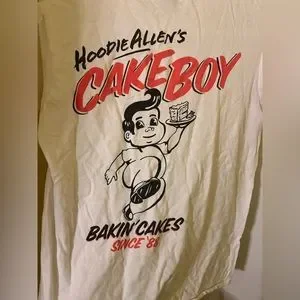 HOODIE ALLEN'S
CAKE BOY
BAKIN' CAKES
SINCE '88